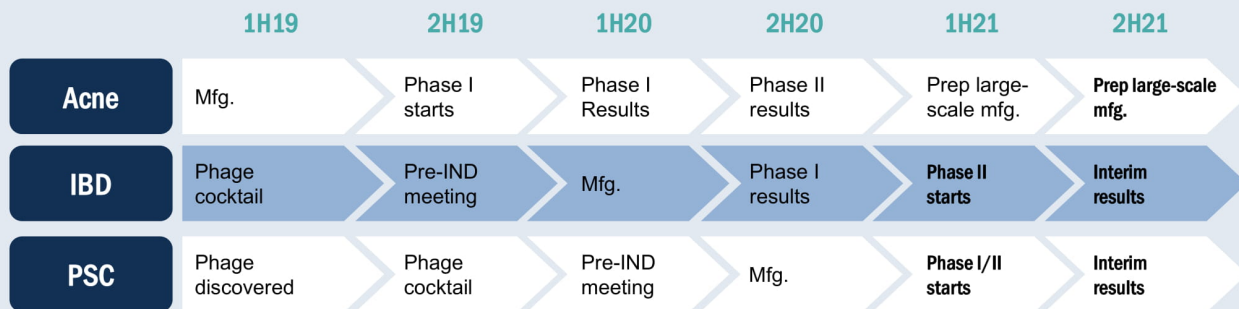 1H19 2H19 1H20 2H20 1H21 2H21
Acne
Mfg.
Phase I
starts
Phase I
Results
Phase II
results
Prep large-
scale mfg.
Prep large-scale
mfg.
IBD
Phage
cocktail
Pre-IND
meeting
Mfg.
Phase I
results
Phase II
starts
Interim
results
PSC
Phage
discovered
Phage
cocktail
Pre-IND
meeting
Mfg.
Phase I/II
starts
Interim
results